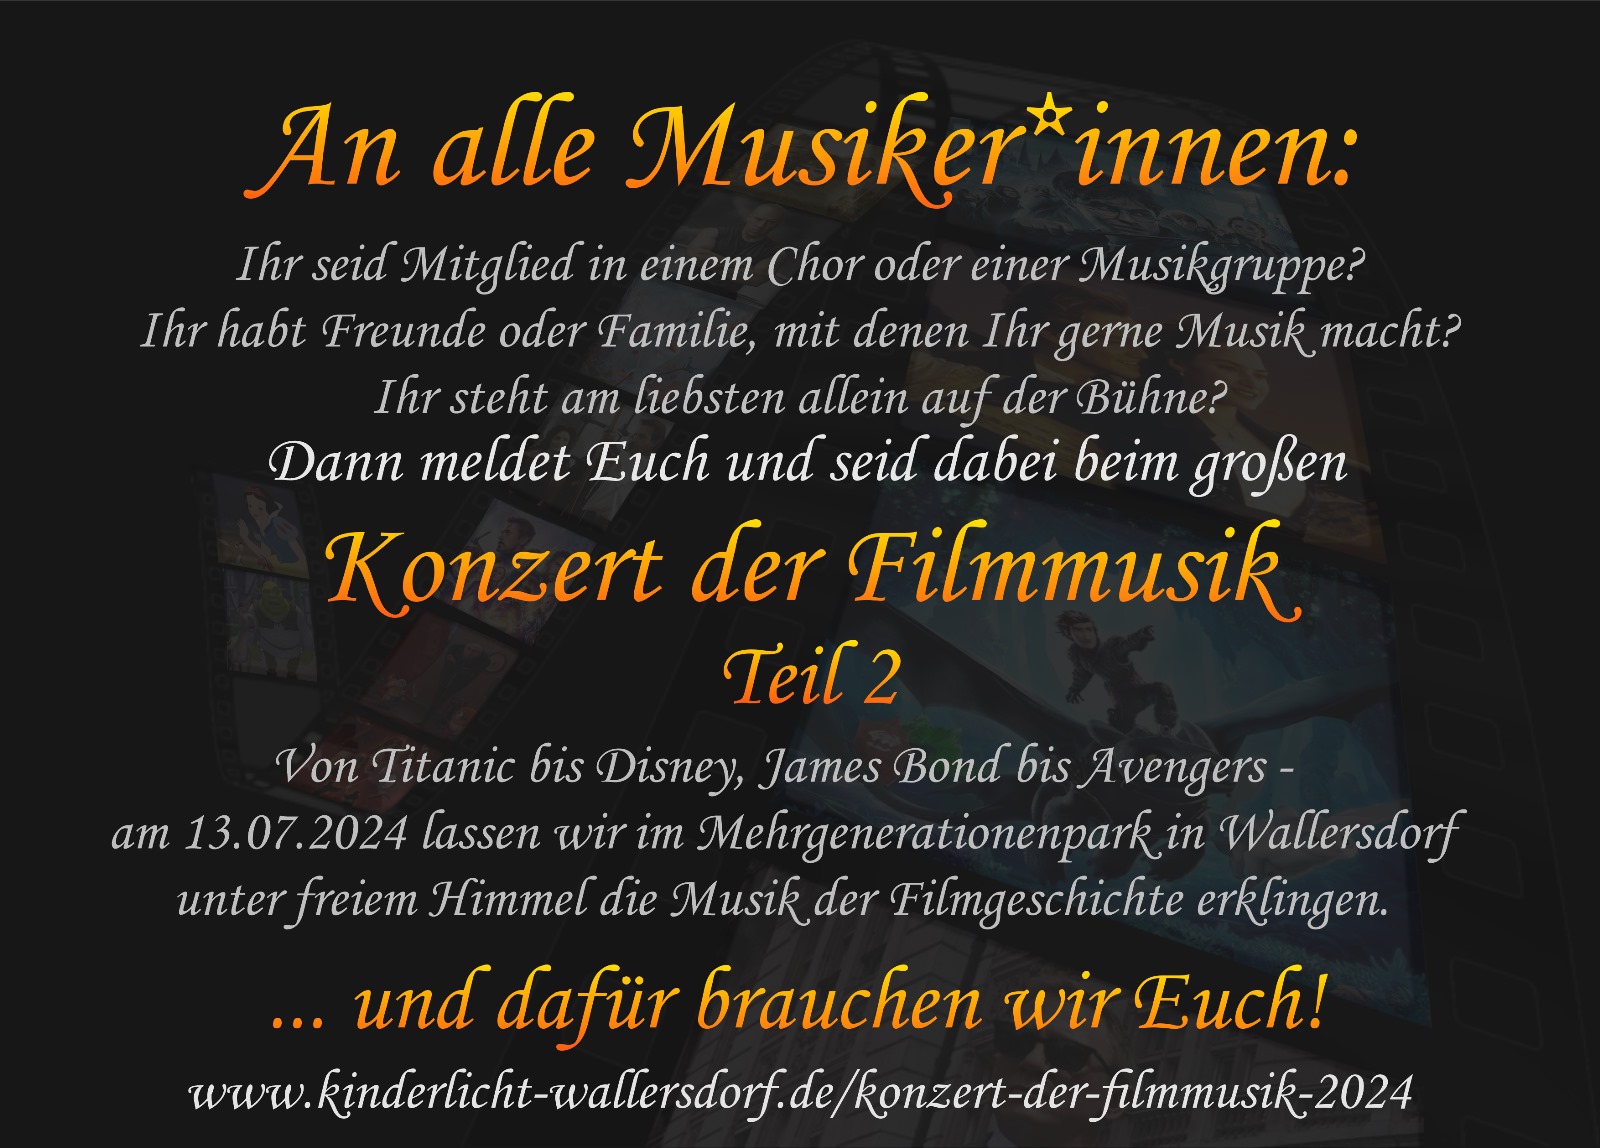 An alle Musiker*innen:
Ihr seid Mitglied in einem Chor oder einer Musikgruppe?
Ihr habt Freunde oder Familie, mit denen Ihr gerne Musik macht?
Ihr steht am liebsten allein auf der Bühne?
Dann meldet Euch und seid dabei beim großen
Konzert der Filmmusik
Teil 2
Von Titanic bis Disney, James Bond bis Avengers -
am 13.07.2024 lassen wir im Mehrgenerationenpark in Wallersdorf
unter freiem Himmel die Musik der Filmgeschichte erklingen.
... und dafür brauchen wir Euch!
www.kinderlicht-wallersdorf.de/konzert-der-filmmusik-2024